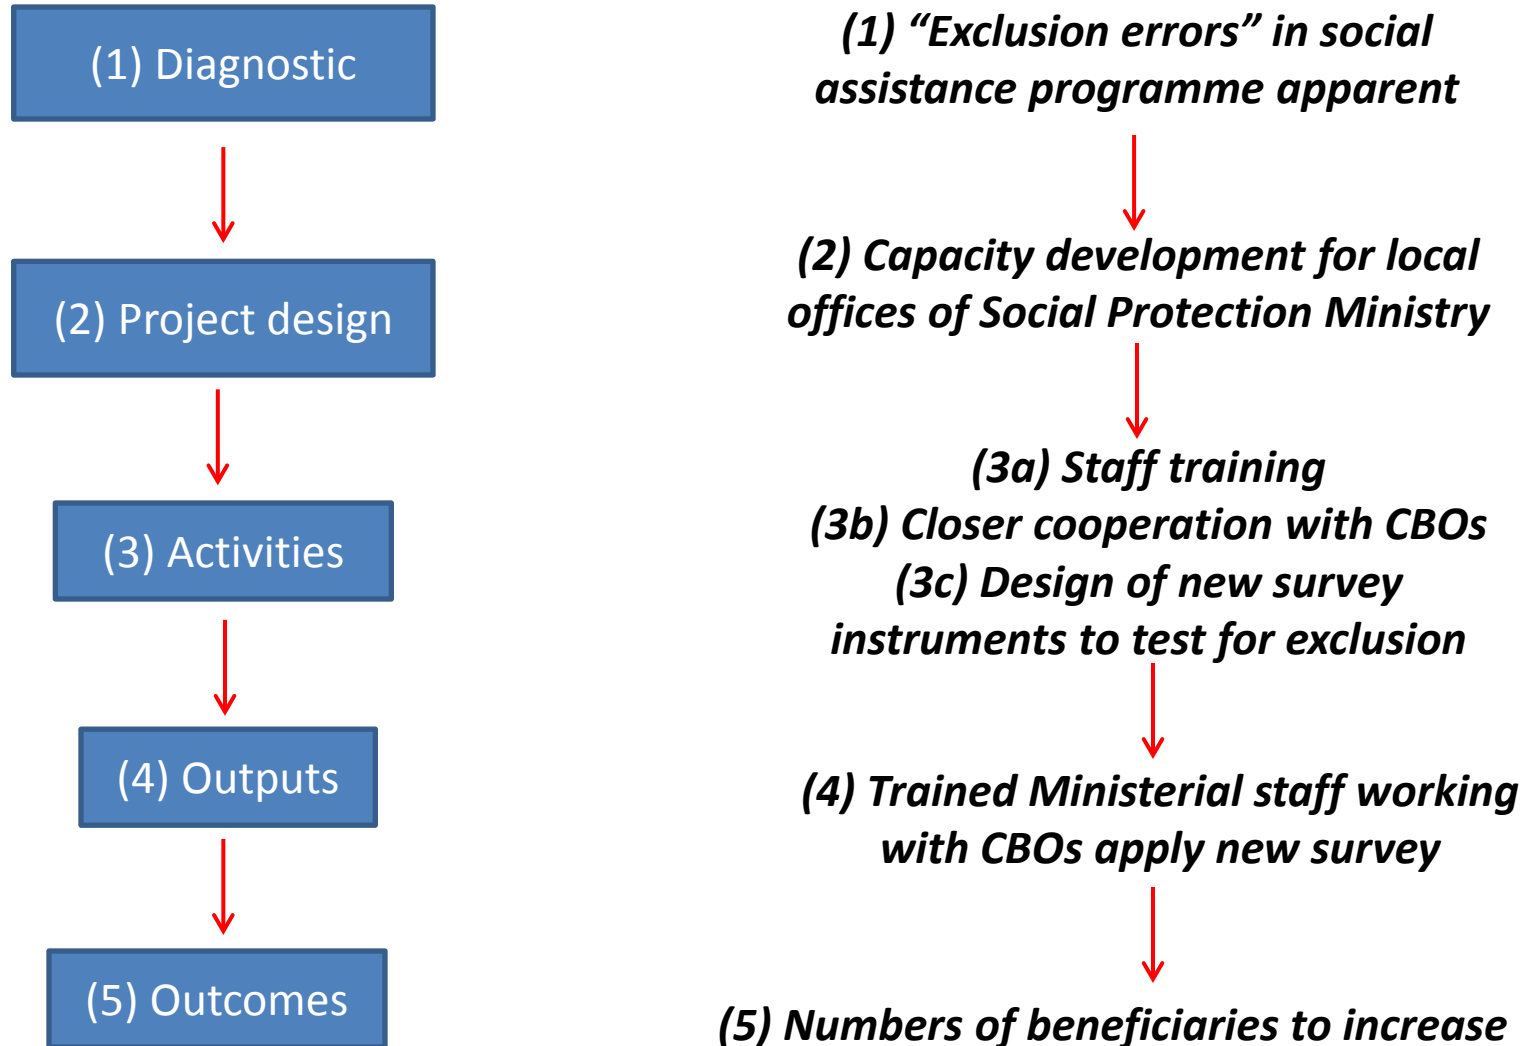 (1) Diagnostic
(2) Project design
(3) Activities
(4) Outputs
(5) Outcomes
(1) “Exclusion errors” in social
assistance programme apparent
(2) Capacity development for local
offices of Social Protection Ministry
(3a) Staff training
(3b) Closer cooperation with CBOs
(3c) Design of new survey
instruments to test for exclusion
(4) Trained Ministerial staff working
with CBOs apply new survey
(5) Numbers of beneficiaries to increase